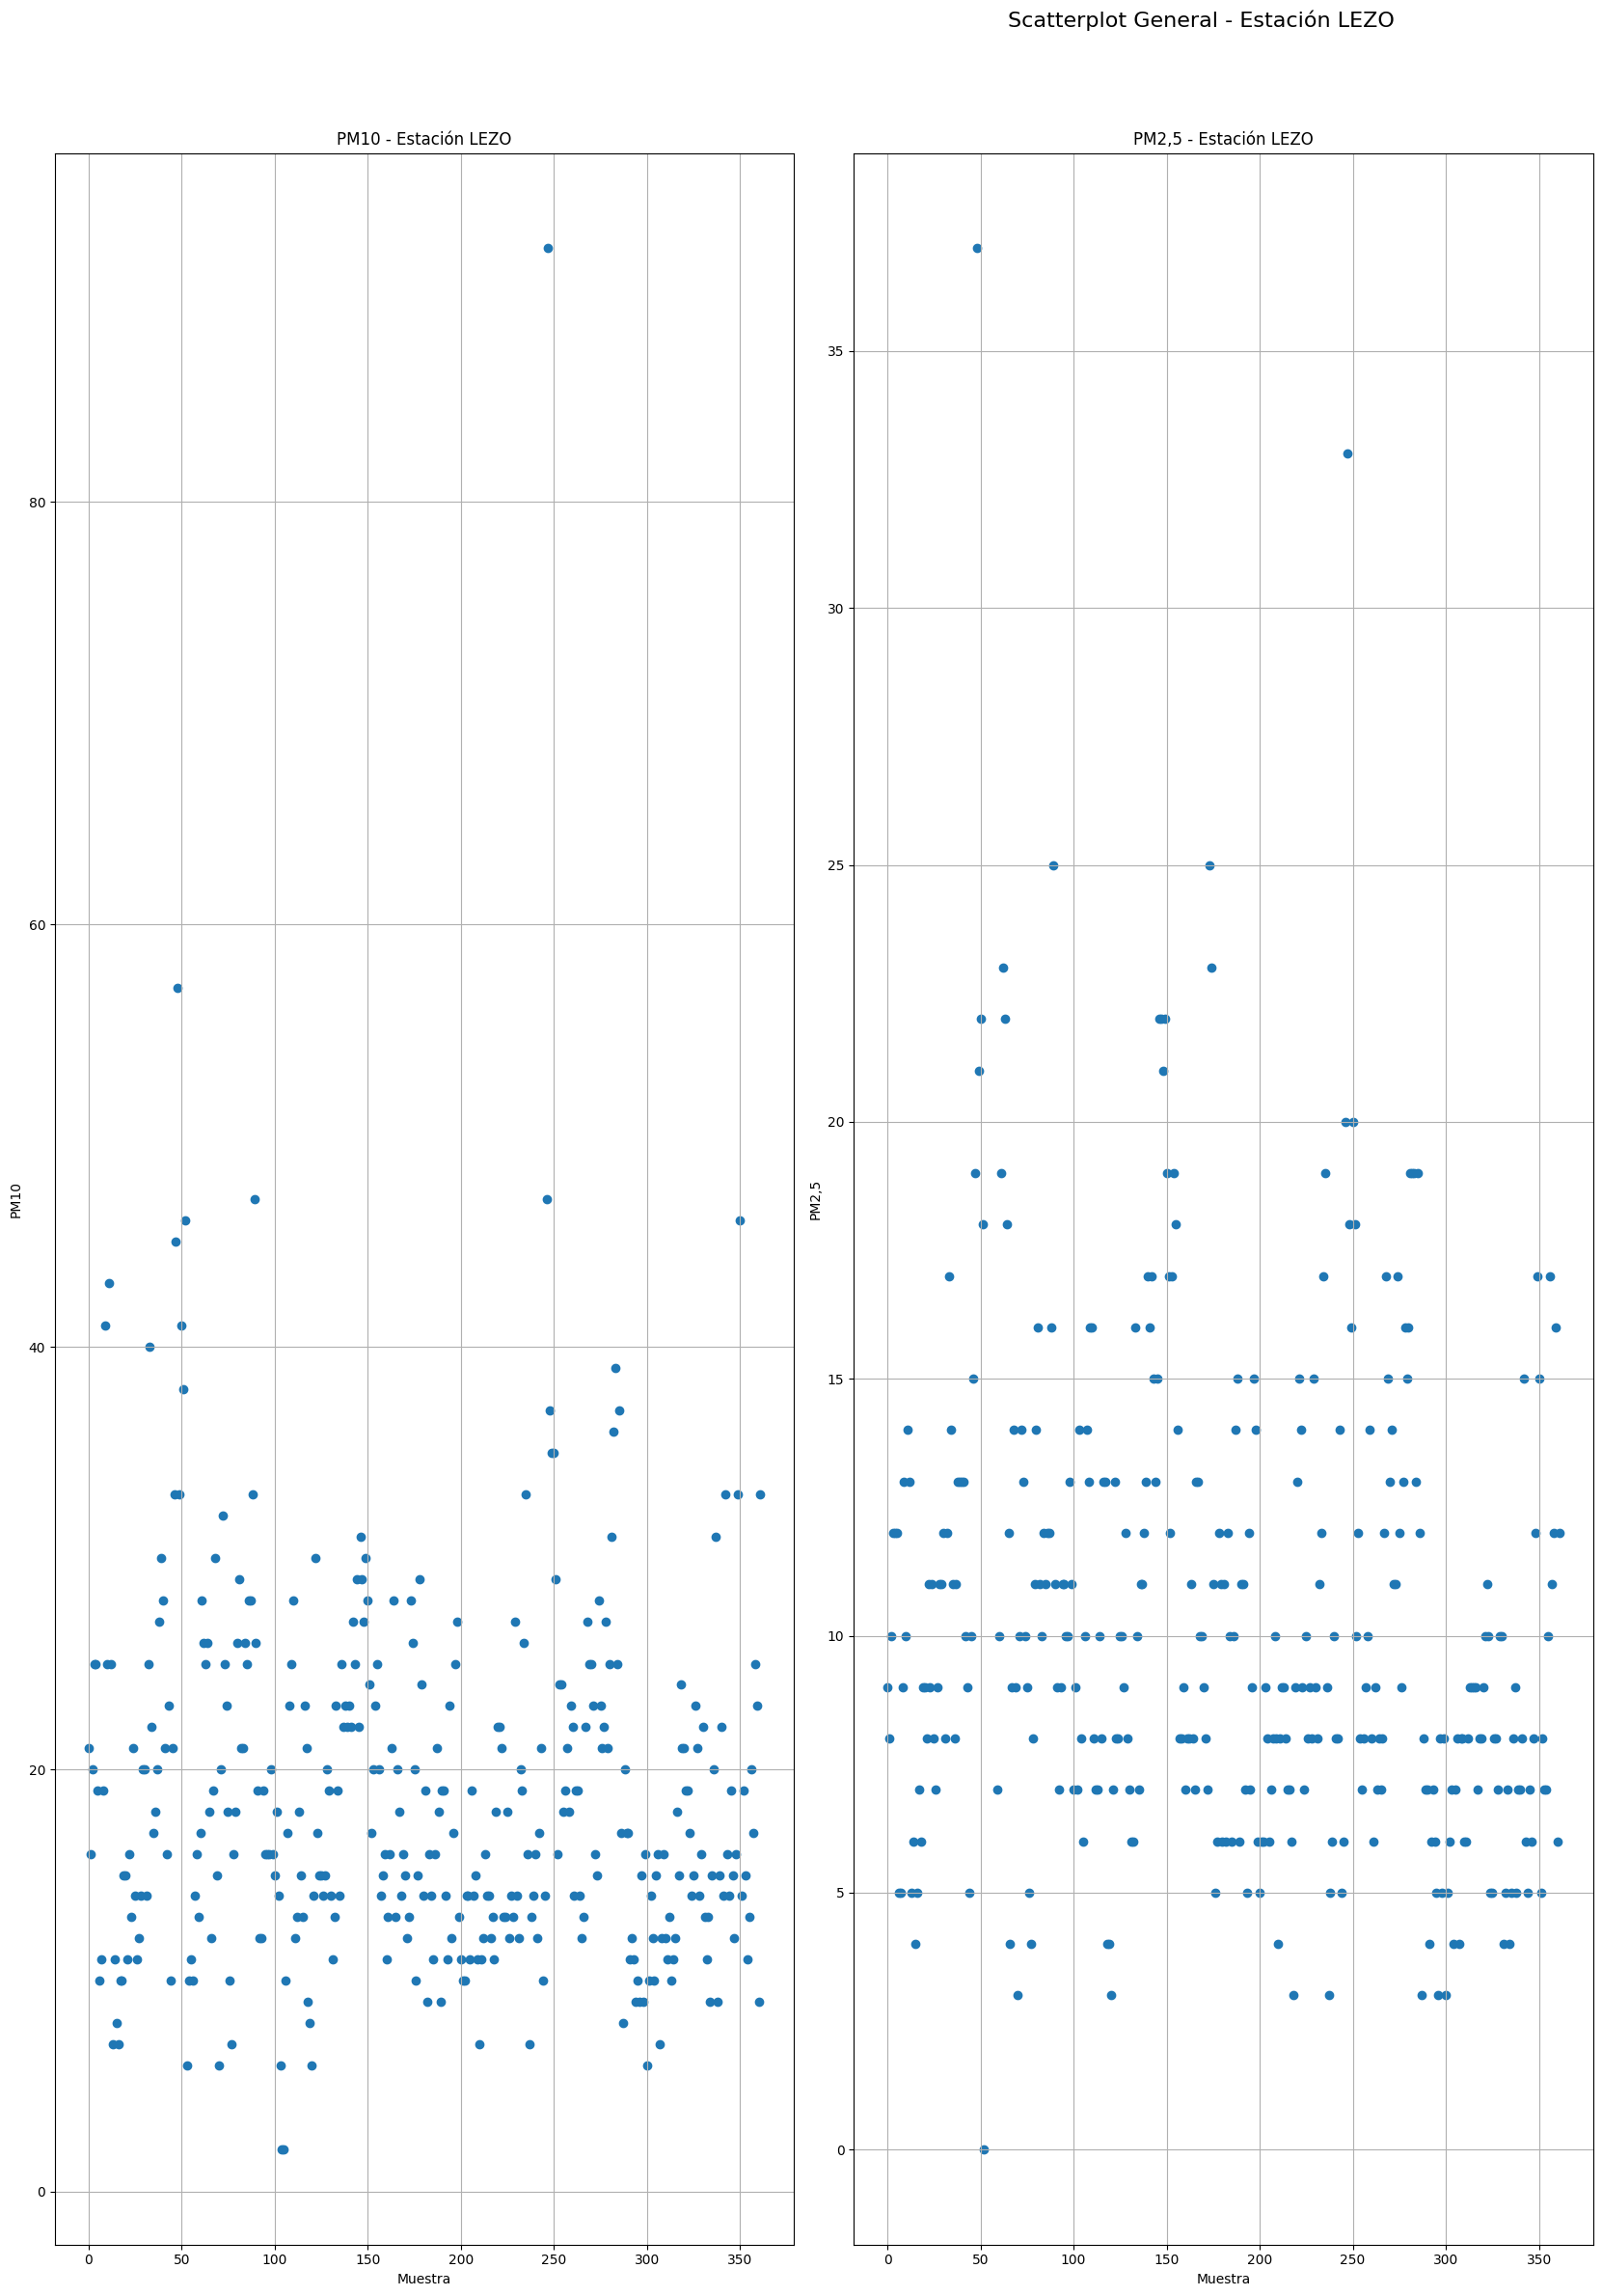 Scatterplot General - Estación LEZO
PM10 - Estación LEZO
PM10
80
60
40
20
0
0 50 100 150 200 250 300 350
Muestra
PM2,5 - Estación LEZO
PM2,5
35
30
25
20
15
10
5
0
0 50 100 150 200 250 300 350
Muestra